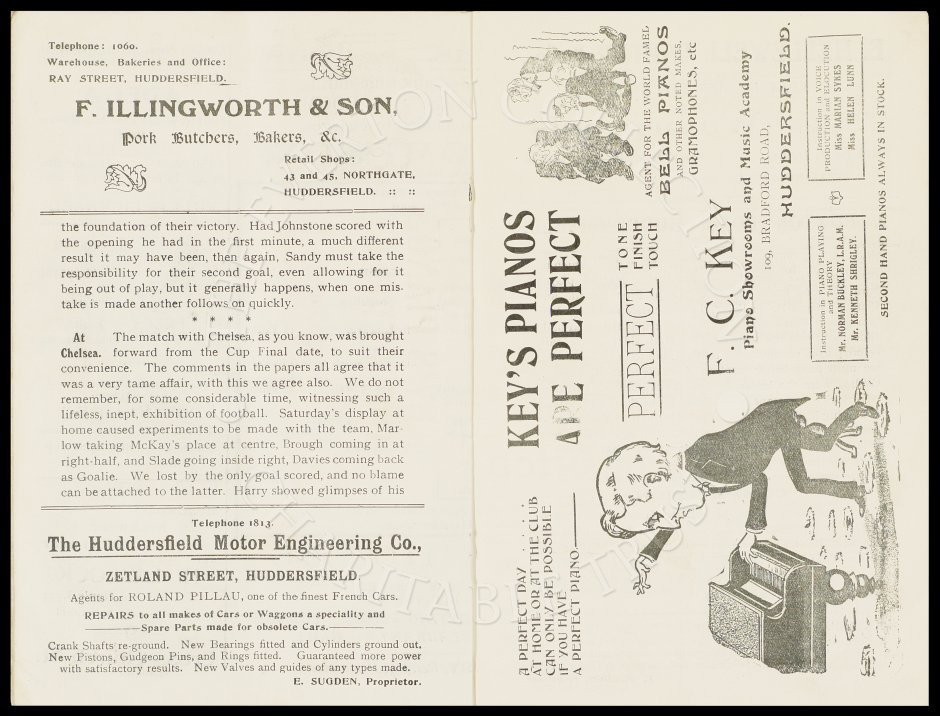 Telephone: 1060.
Warehouse, Bakeries and Office:
RAY STREET, HUDDERSFIELD.
F. ILLINGWORTH & SON,
Pork Butchers, Bakers, &c.
Retail Shops:
43 and 45, NORTHGATE,
HUDDERSFIELD. :: ::
the foundation of their victory. Had Johnstone scored with
the opening he had in the first minute, a much different
result it may have been, then again, Sandy must take the
responsibility for their second goal, even allowing for it
being out of play, but it generally happens, when one mis-
take is made another follows on quickly.
* * * *
At Chelsea. The match with Chelsea, as you know, was brought
forward from the Cup Final date, to suit their
convenience. The comments in the papers all agree that it
was a very tame affair, with this we agree also. We do not
remember, for some considerable time, witnessing such a
lifeless, inept, exhibition of football. Saturday's display at
home caused experiments to be made with the team, Mar-
low taking McKay's place at centre, Brough coming in at
right-half, and Slade going inside right, Davies coming back
as Goalie. We lost by the only goal scored, and no blame
can be attached to the latter. Harry showed glimpses of his
Telephone 1813.
The Huddersfield Motor Engineering Co.,
ZETLAND STREET, HUDDERSFIELD.
Agents for ROLAND PILLAU, one of the finest French Cars.
REPAIRS to all makes of Cars or Waggons a speciality and
Spare Parts made for obsolete Cars.
Crank Shafts re-ground. New Bearings fitted and Cylinders ground out,
New Pistons, Gudgeon Pins, and Rings fitted. Guaranteed more power
with satisfactory results. New Valves and guides of any types made.
E. SUGDEN, Proprietor.
A PERFECT DAY
AT HOME OR AT THE CLUB
CAN ONLY BE POSSIBLE
IF YOU HAVE A
PERFECT PIANO.
KEY'S PIANOS
ARE PERFECT
PERFECT
TONE
FINISH
TOUCH
AGENT FOR THE WORLD FAMED
BELL PIANOS
AND OTHER NOTED MAKES,
GRAMOPHONES, etc
F. C. KEY
Piano Showrooms and Music Academy
109, BRADFORD ROAD,
HUDDERSFIELD.
Instruction in PIANO PLAYING
and THEORY
Mr. NORMAN BUCKLEY, L.R.A.M.
Mr. KENNETH SHRIGLEY.
Instruction in VOICE
PRODUCTION and ELOCUTION
Miss MARIAN SYKES
Miss HELEN LUNN
SECOND HAND PIANOS ALWAYS IN STOCK.